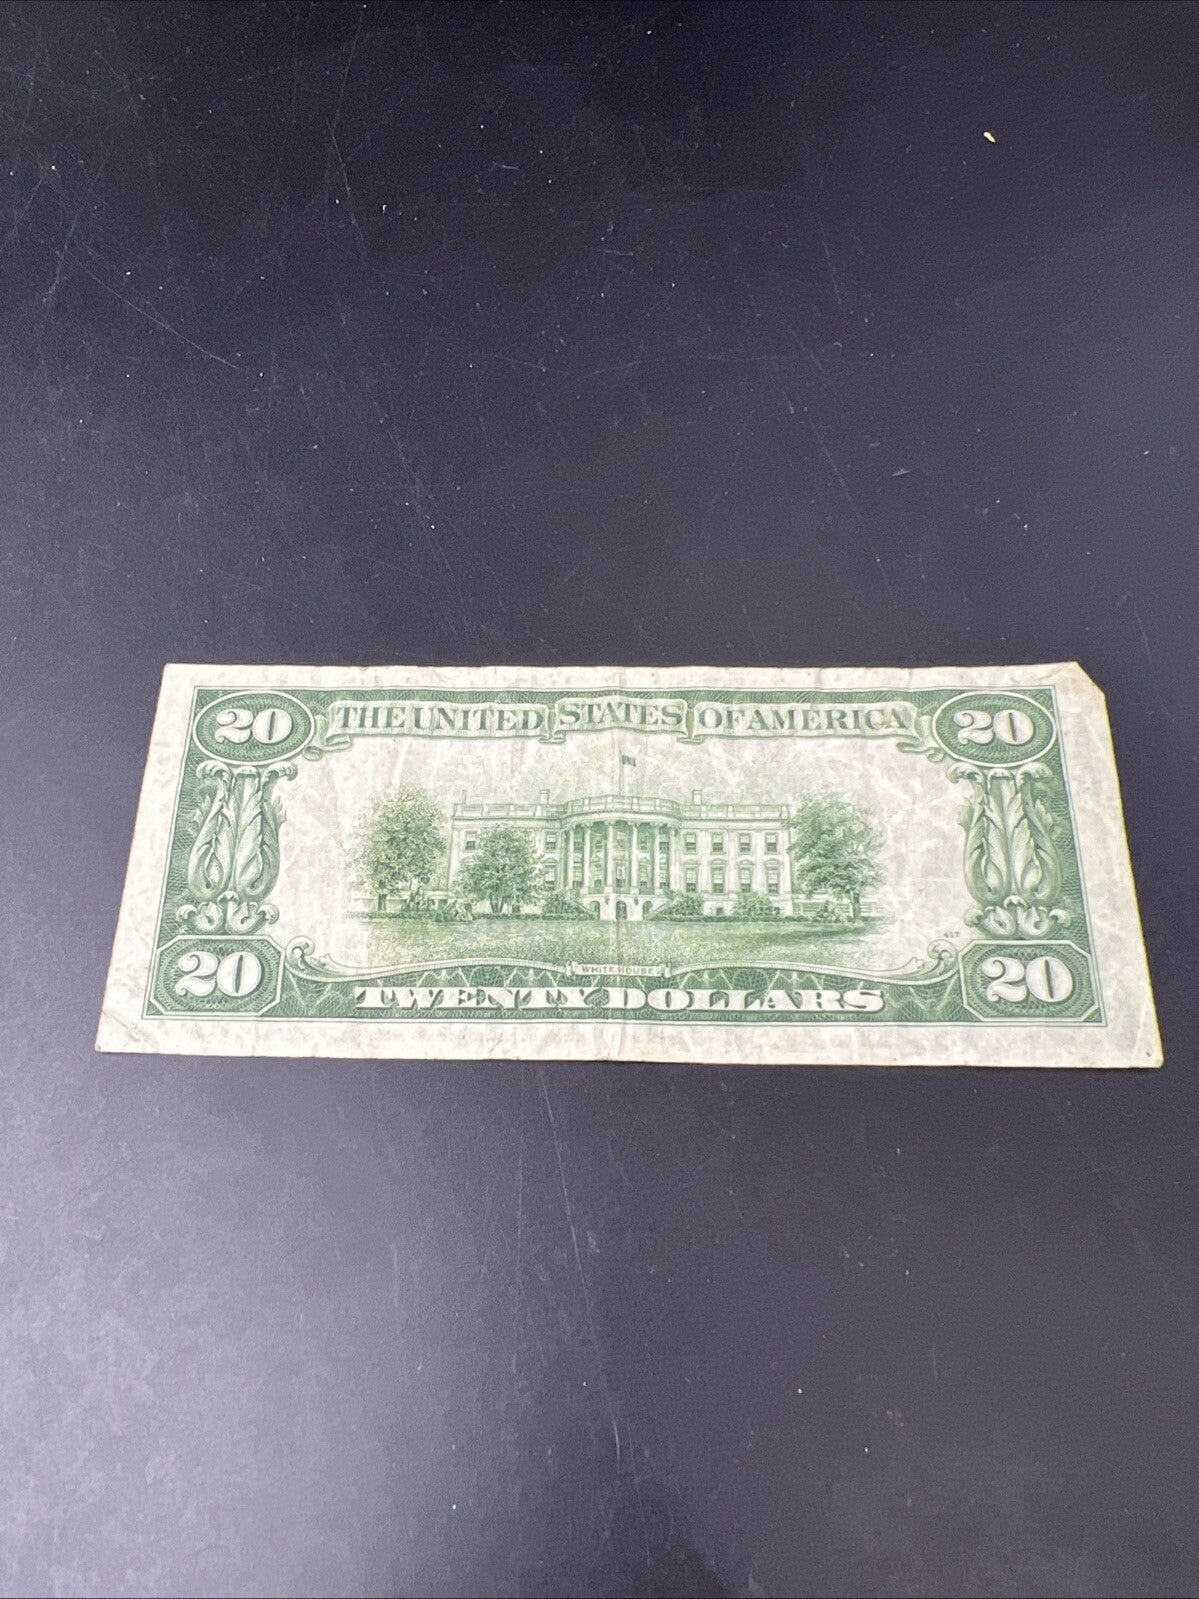 20 THE UNITED STATES OF AMERICA 20
WHITE HOUSE
20 TWENTY DOLLARS 20